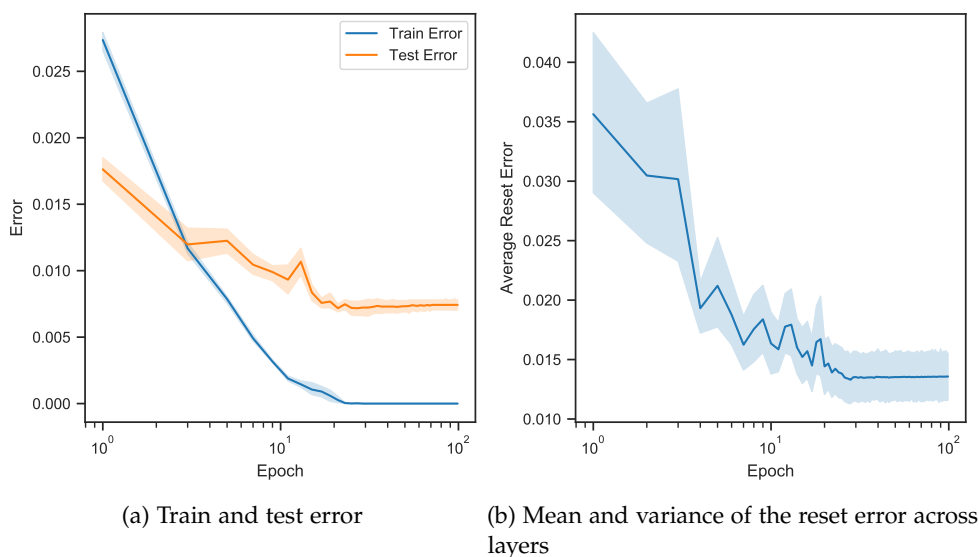 Train Error
Test Error
0.025
0.020
0.015
0.010
0.005
0.000
Error
10^0
10^1
10^2
Epoch
(a) Train and test error
0.040
0.035
0.030
0.025
0.020
0.015
0.010
Average Reset Error
10^0
10^1
10^2
Epoch
(b) Mean and variance of the reset error across
layers